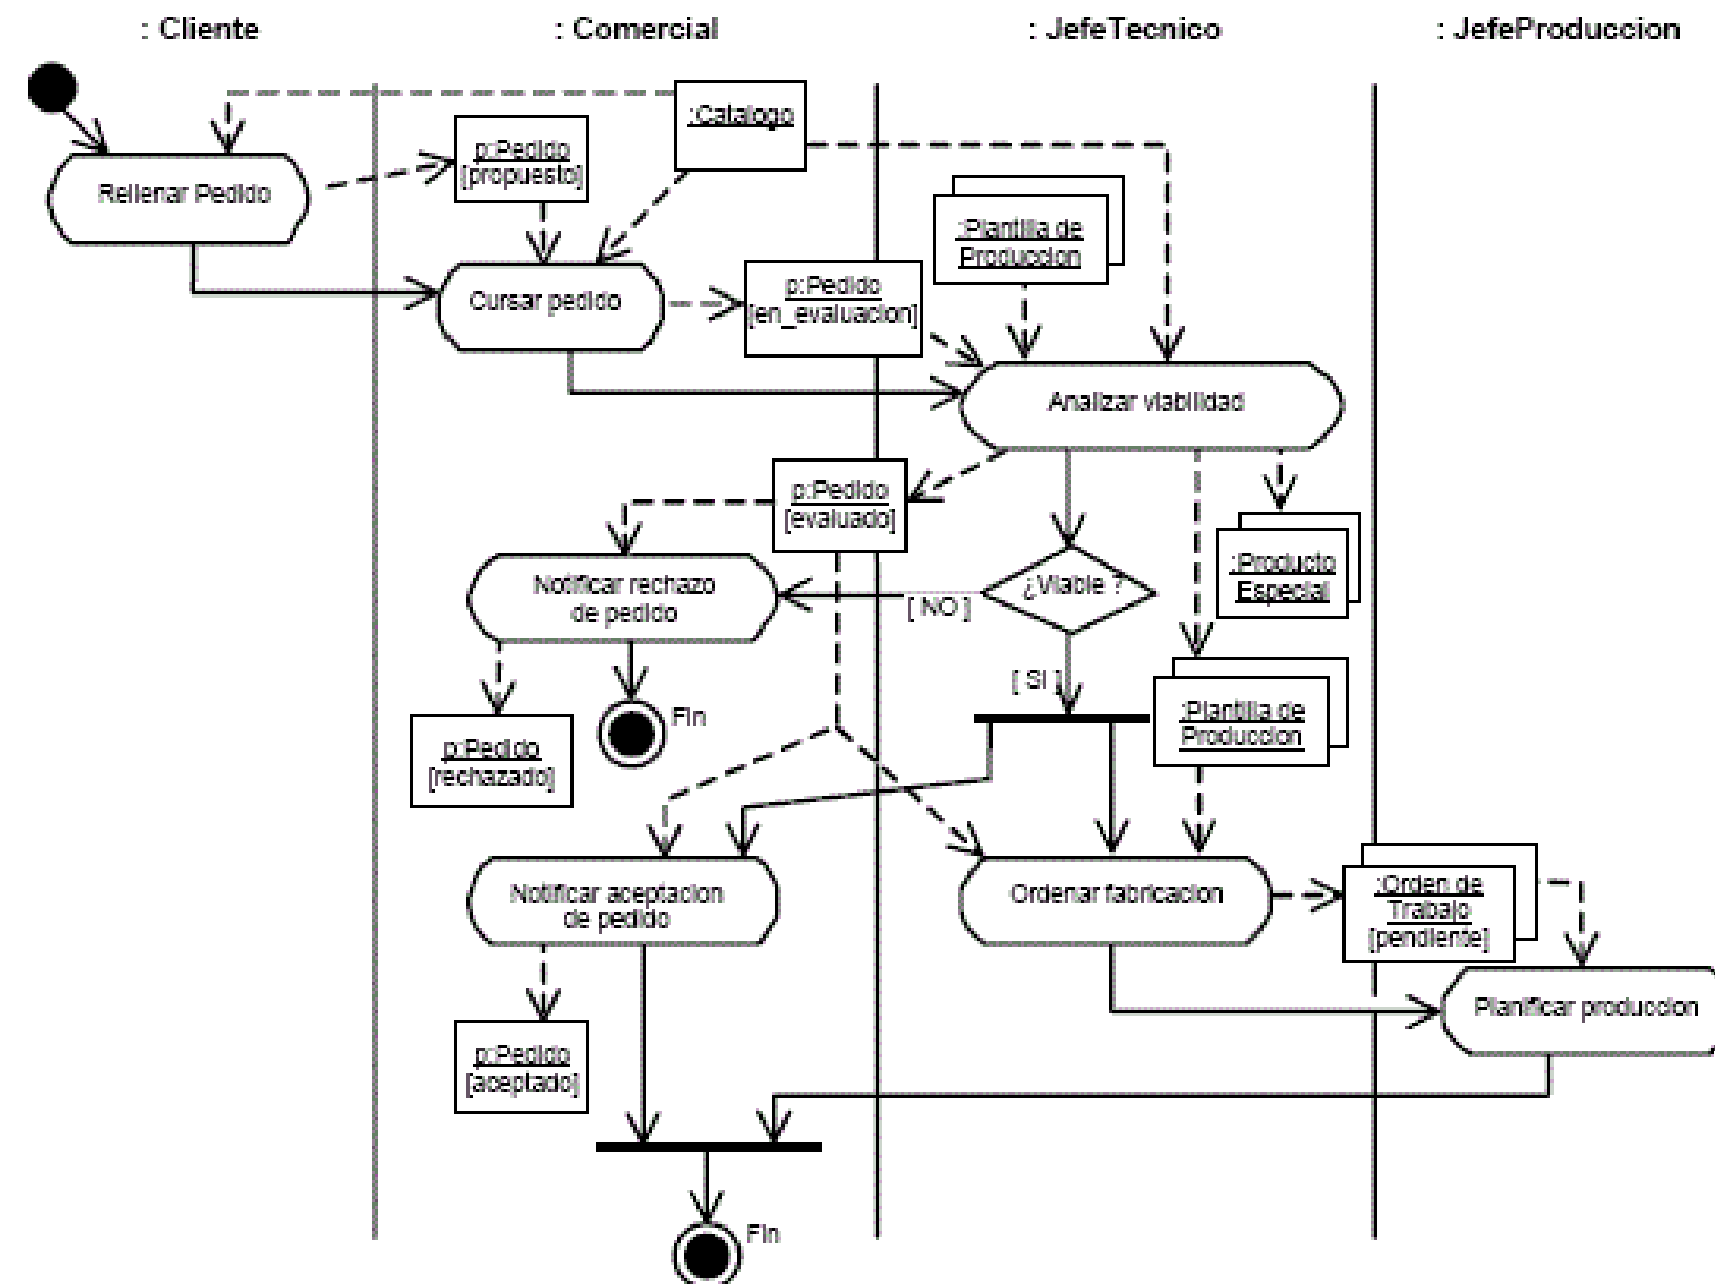 : Cliente
: Comercial
: JefeTecnico
: JefeProduccion
:Catalogo
p:Pedido
[propuesto]
Rellenar Pedido
:Plantilla de
Produccion
Cursar pedido
p:Pedido
[en_evaluacion]
Analizar viabilidad
p:Pedido
[evaluado]
Notificar rechazo
de pedido
[ NO ]
¿Viable ?
:Producto
Especial
[ SI ]
Fin
p:Pedido
[rechazado]
:Plantilla de
Produccion
Notificar aceptacion
de pedido
Ordenar fabricacion
:Orden de
Trabajo
[pendiente]
Planificar produccion
p:Pedido
[aceptado]
Fin